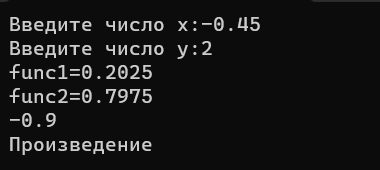 Введите число x:-0.45
Введите число y:2
func1=0.2025
func2=0.7975
-0.9
Произведение